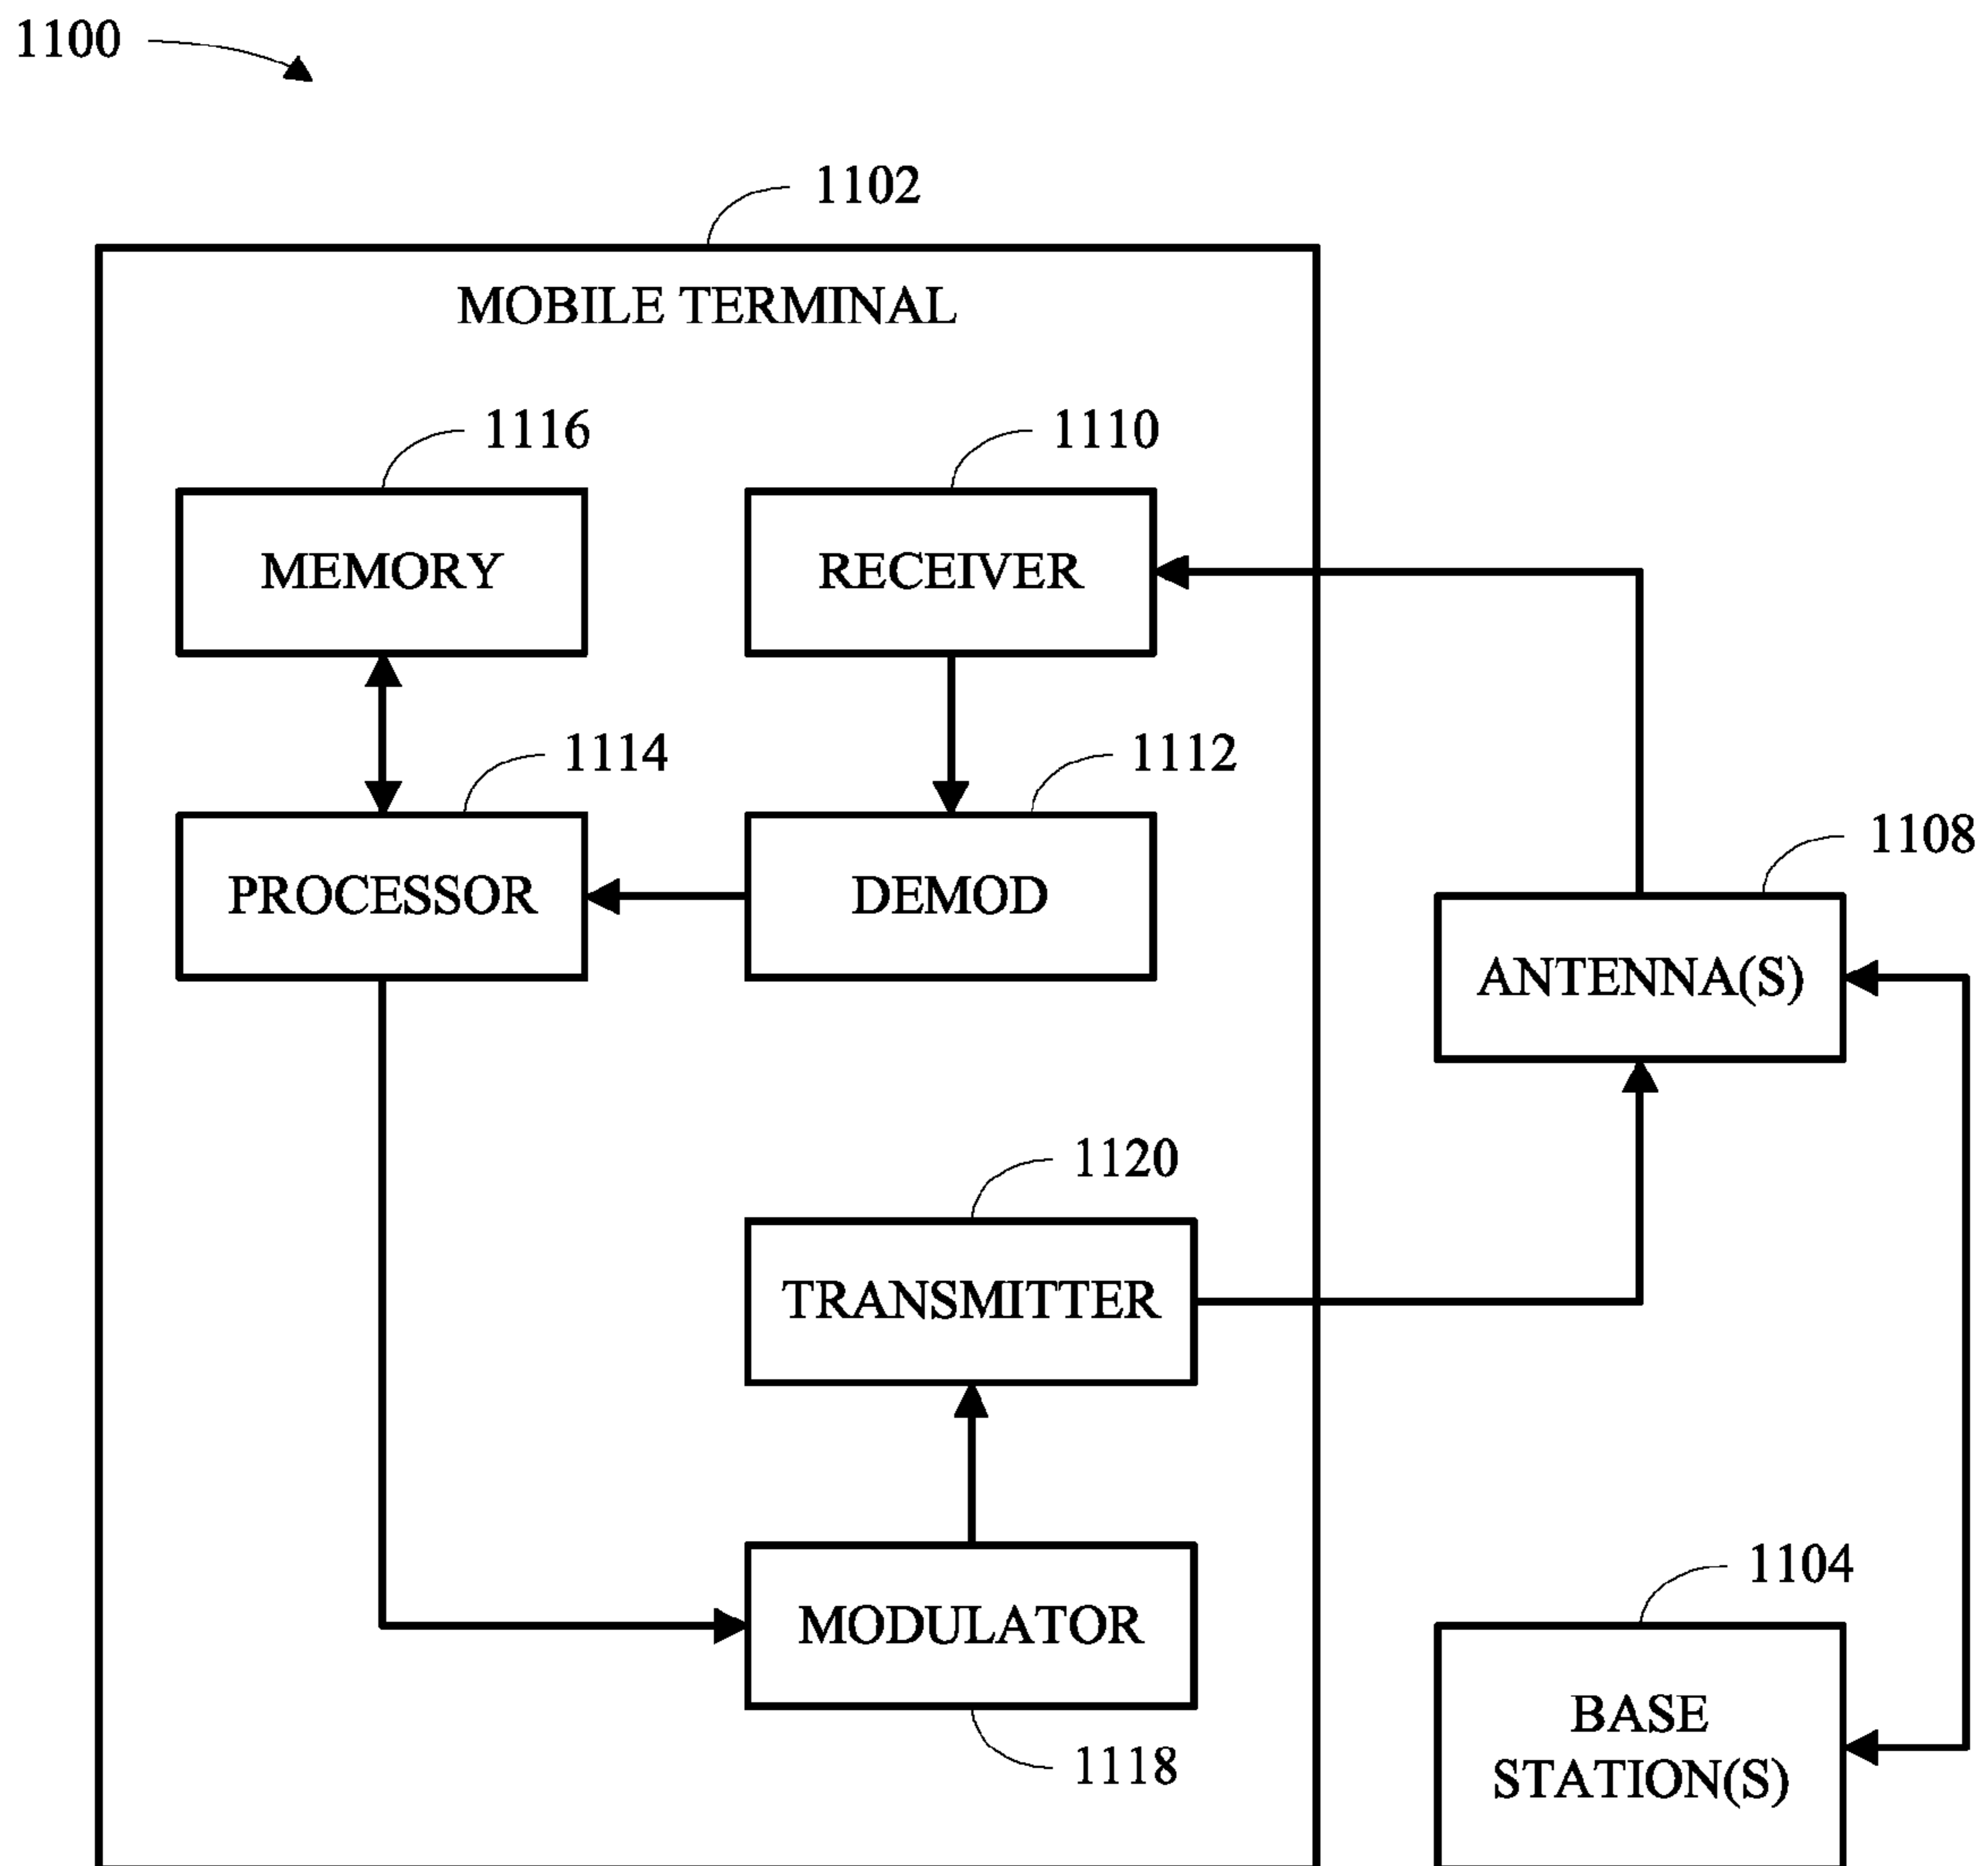 1100
1102
MOBILE TERMINAL
1116
1110
MEMORY
RECEIVER
1114
1112
1108
PROCESSOR
DEMOD
ANTENNA(S)
1120
TRANSMITTER
1104
MODULATOR
BASE
STATION(S)
1118